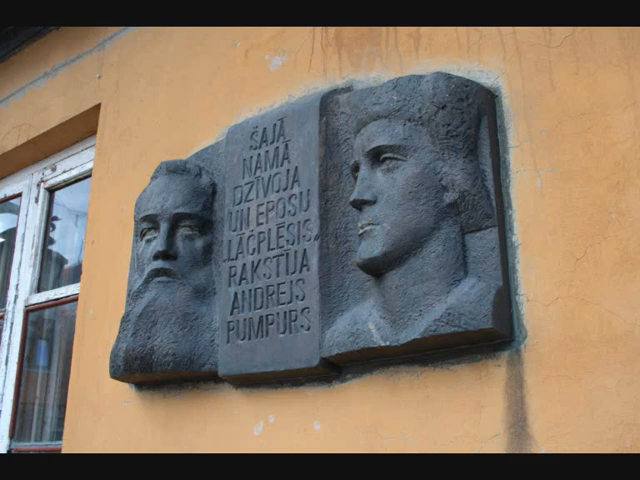 ŠAJĀ
NAMĀ
DZĪVOJA
UN EPOSU
„LĀČPLĒSIS"
RAKSTĪJA
ANDREJS
PUMPURS